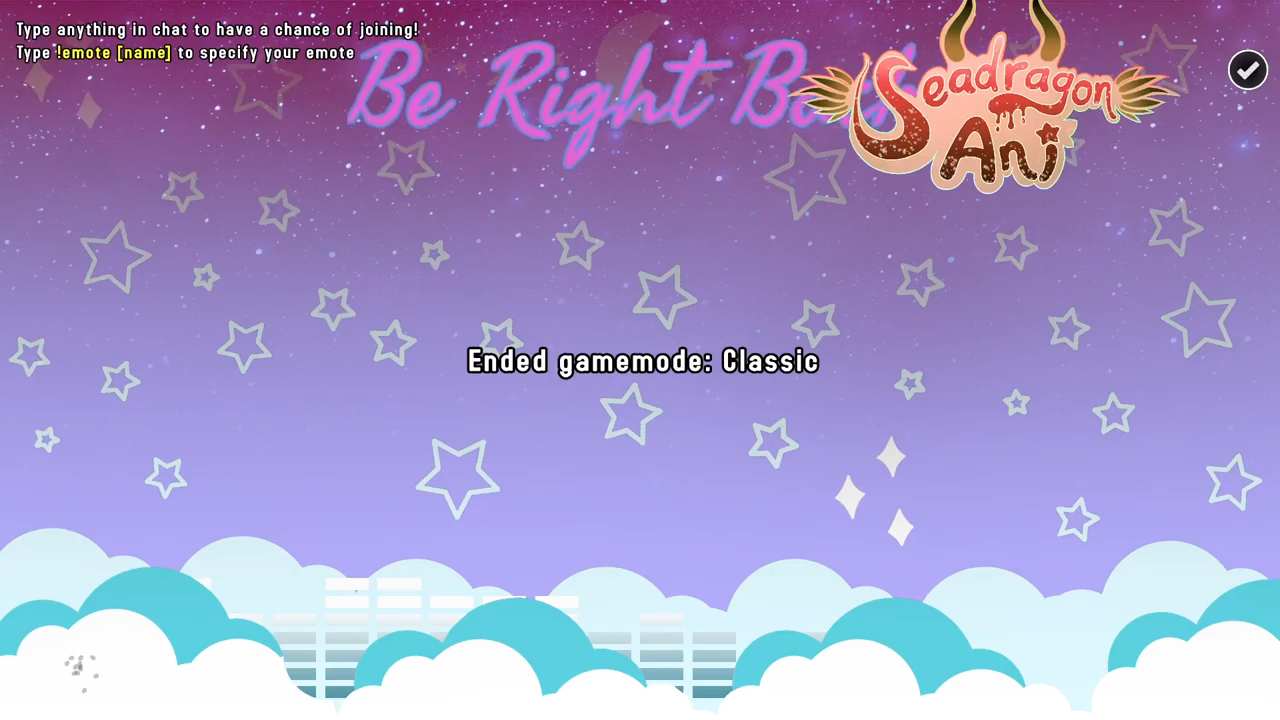 Type anything in chat to have a chance of joining!
Type !emote [name] to specify your emote
Be Right
Seadragon
Ani
Ended gamemode: Classic